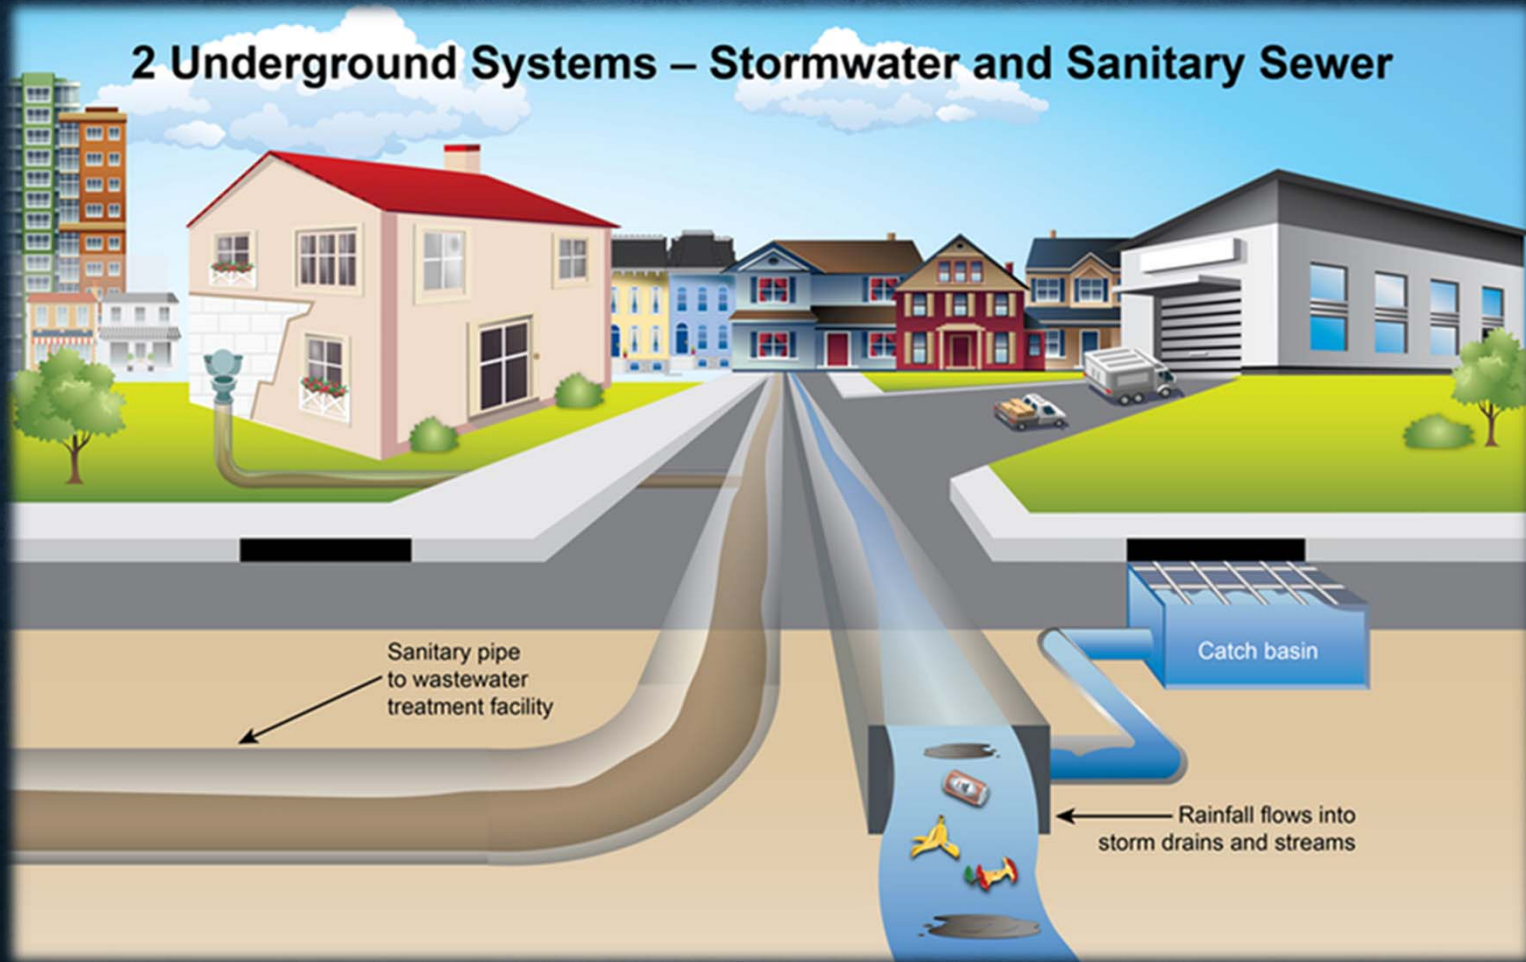 2 Underground Systems – Stormwater and Sanitary Sewer
Sanitary pipe
to wastewater
treatment facility
Catch basin
Rainfall flows into
storm drains and streams